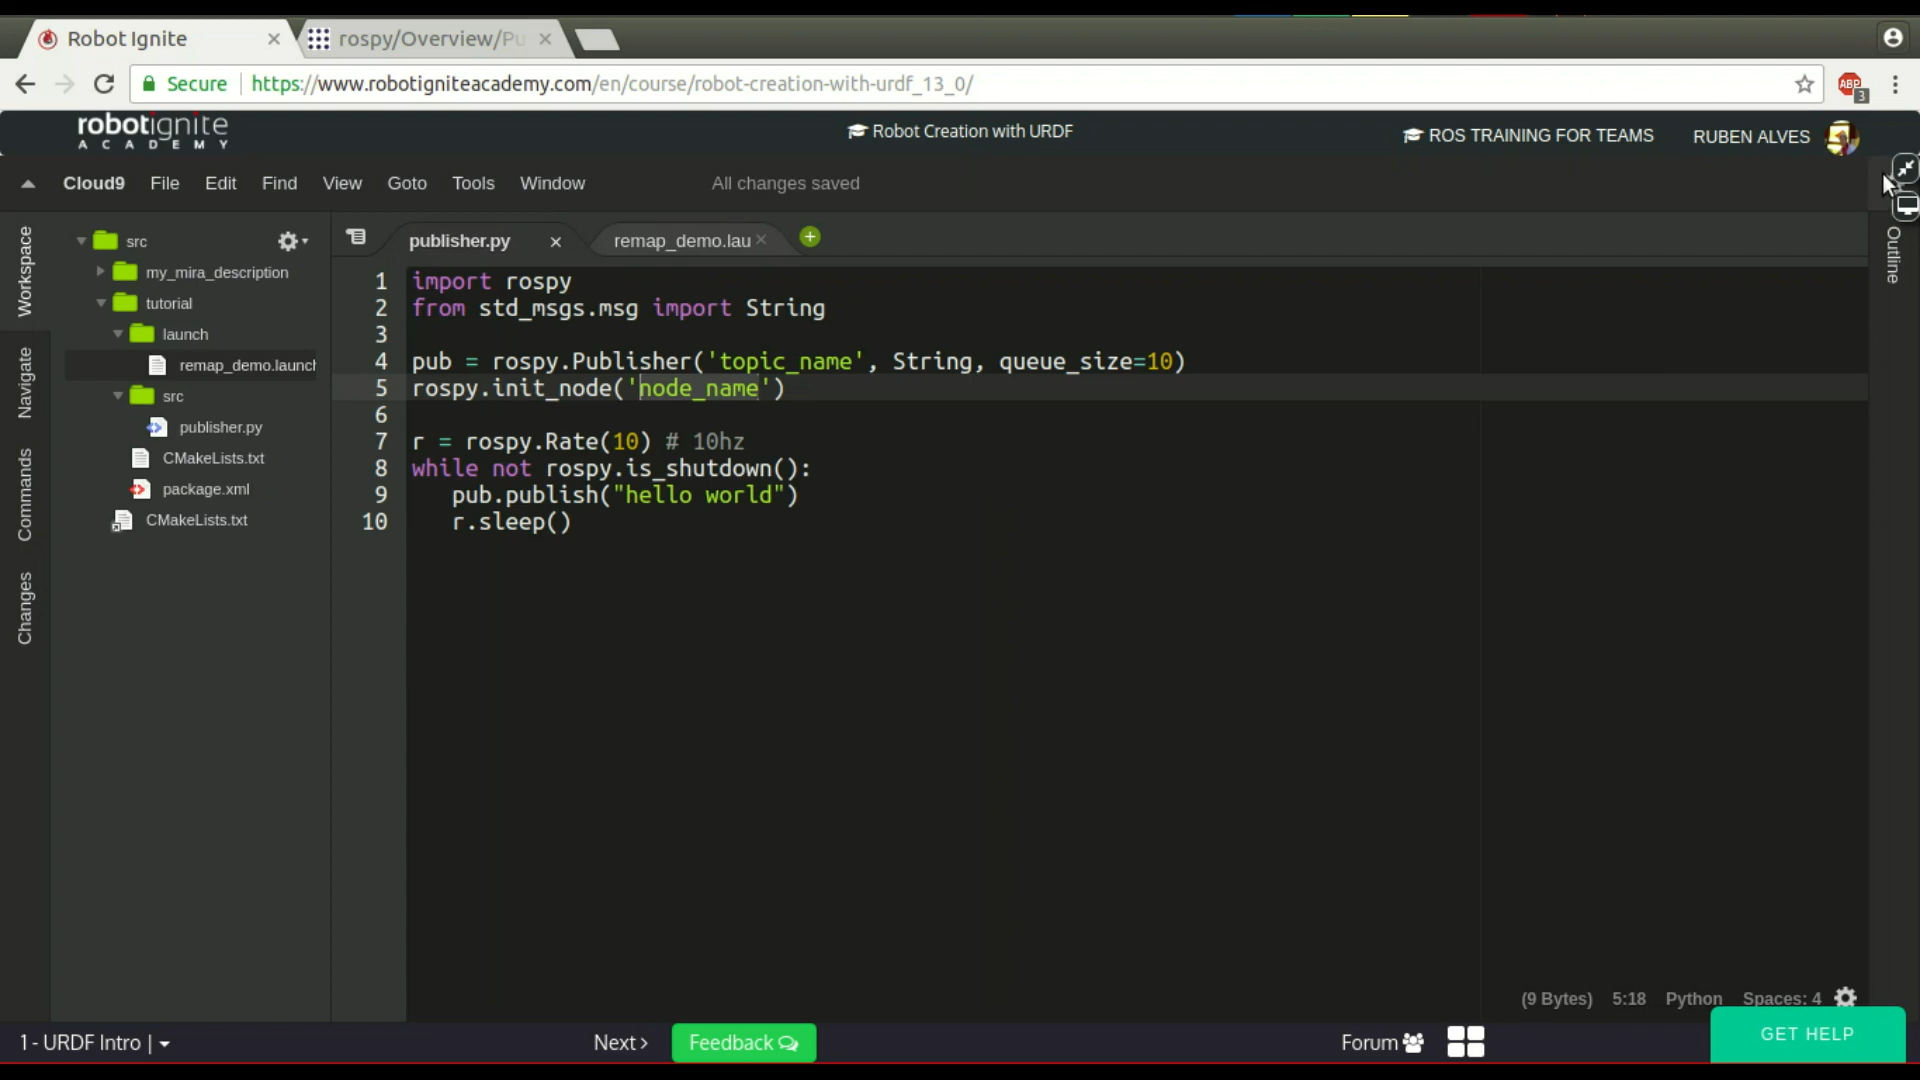 Robot Ignite
rospy/Overview/Pu
Secure https://www.robotigniteacademy.com/en/course/robot-creation-with-urdf_13_0/
ABP
3
robotignite
ACADEMY
Robot Creation with URDF
ROS TRAINING FOR TEAMS
RUBEN ALVES
Cloud9 File Edit Find View Goto Tools Window All changes saved
Workspace
Navigate
Commands
Changes
src
my_mira_description
tutorial
launch
remap_demo.launch
src
publisher.py
CMakeLists.txt
package.xml
CMakeLists.txt
publisher.py
remap_demo.lau
Outline
1 import rospy
2 from std_msgs.msg import String
3
4 pub = rospy.Publisher('topic_name', String, queue_size=10)
5 rospy.init_node('node_name')
6
7 r = rospy.Rate(10) # 10hz
8 while not rospy.is_shutdown():
9    pub.publish("hello world")
10    r.sleep()
(9 Bytes) 5:18 Python Spaces: 4
1 - URDF Intro |
Next >
Feedback
Forum
GET HELP